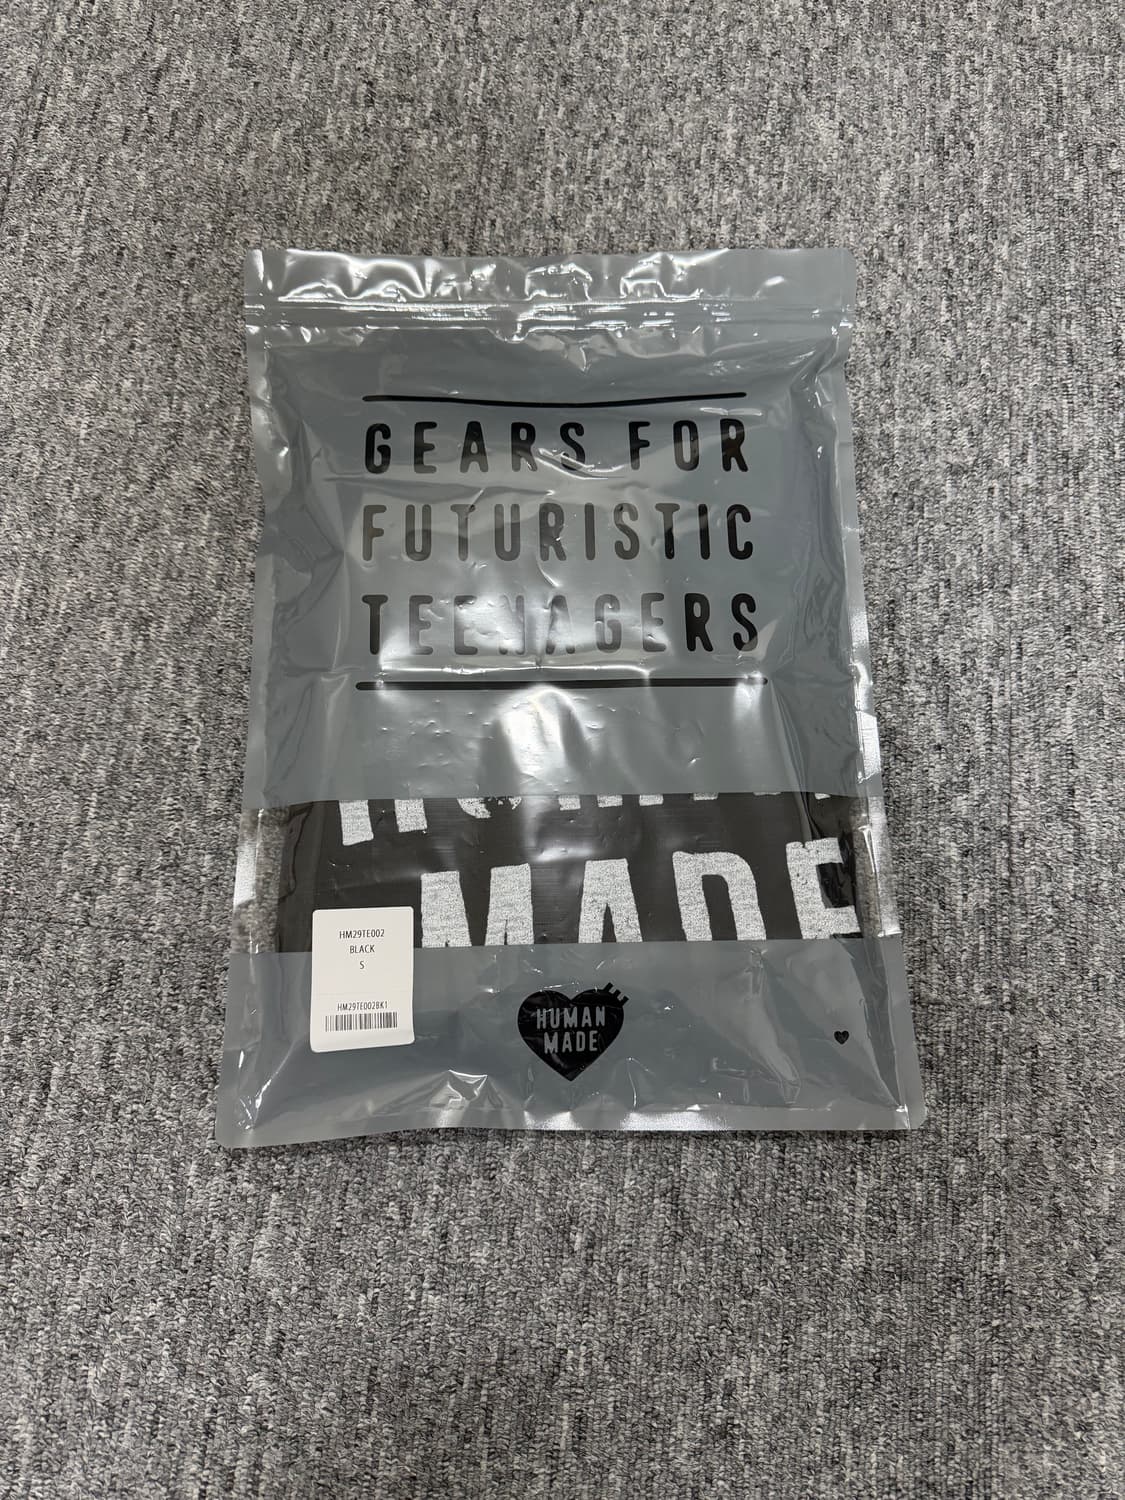 GEARS FOR
FUTURISTIC
TEENAGERS
MADE
HM29TE002
BLACK
S
HM29TE002BK1
HUMAN
MADE